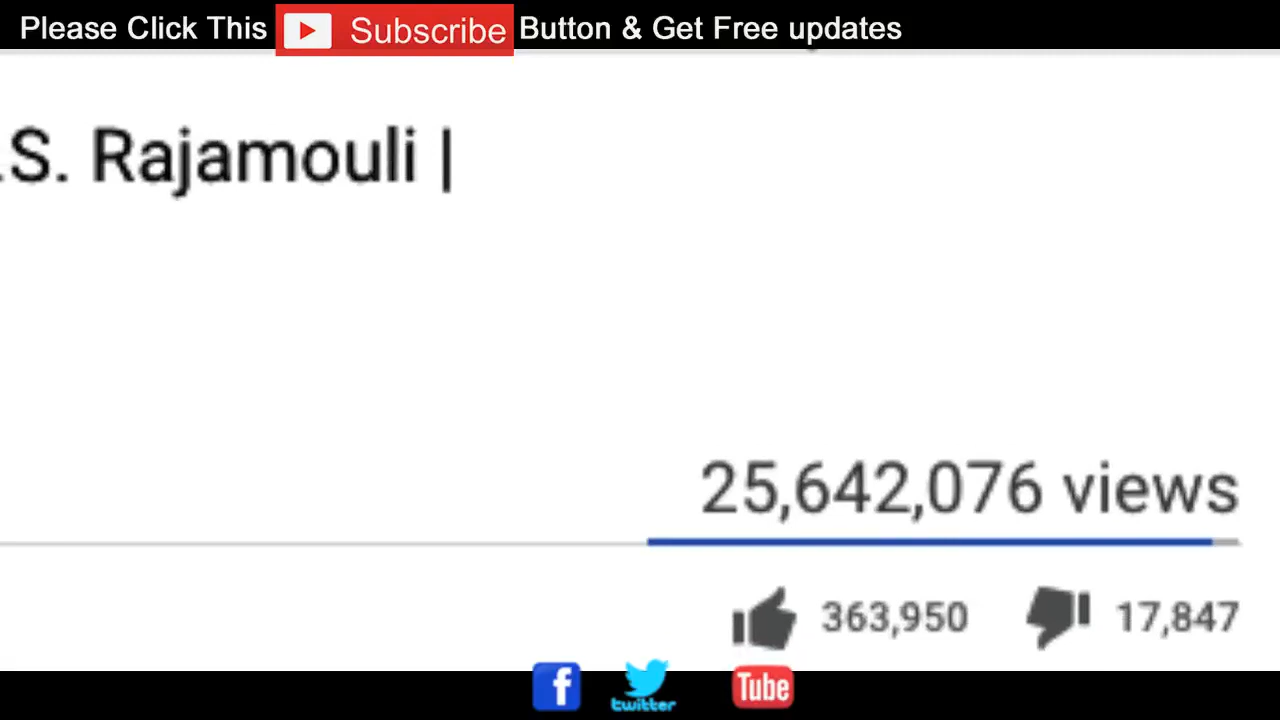 Please Click This Subscribe Button & Get Free updates
.S. Rajamouli |
25,642,076 views
363,950 17,847
f twitter Tube